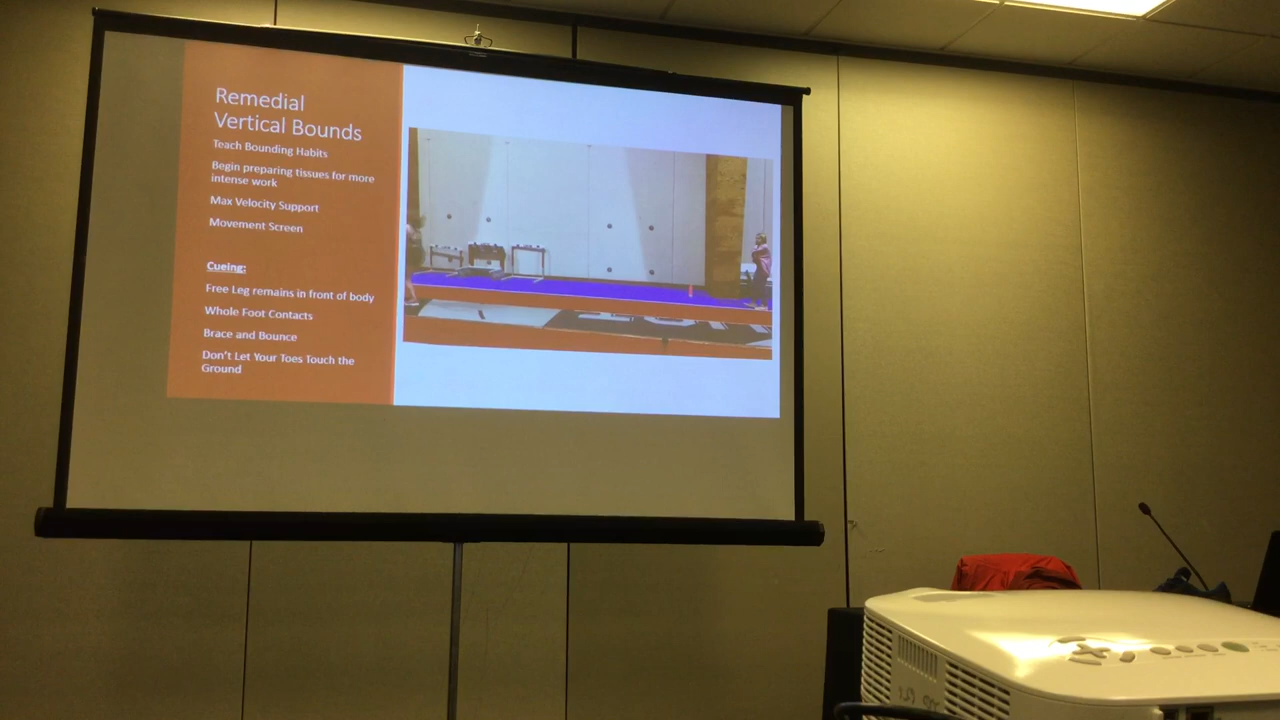 Remedial
Vertical Bounds
Teach Bounding Habits
Begin preparing tissues for more
intense work
Max Velocity Support
Movement Screen
Cueing:
Free Leg remains in front of body
Whole Foot Contacts
Brace and Bounce
Don't Let Your Toes Touch the
Ground